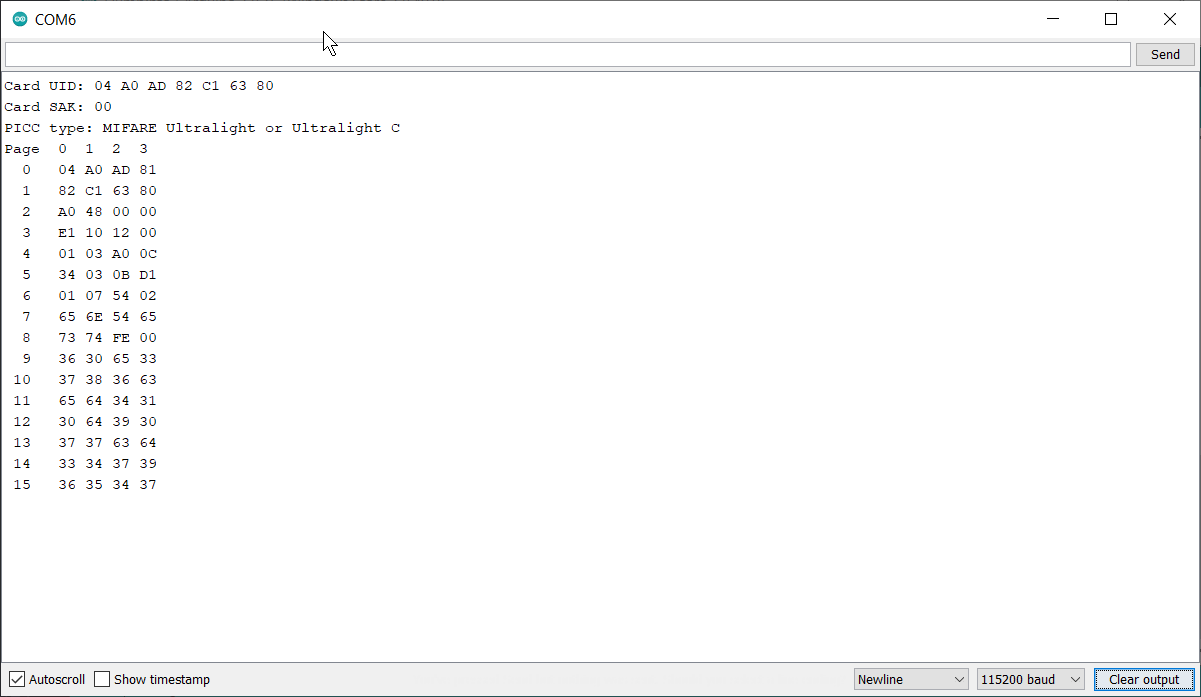 COM6
Send
Card UID: 04 A0 AD 82 C1 63 80
Card SAK: 00
PICC type: MIFARE Ultralight or Ultralight C
Page  0  1  2  3
  0   04 A0 AD 81
  1   82 C1 63 80
  2   A0 48 00 00
  3   E1 10 12 00
  4   01 03 A0 0C
  5   34 03 0B D1
  6   01 07 54 02
  7   65 6E 54 65
  8   73 74 FE 00
  9   36 30 65 33
 10   37 38 36 63
 11   65 64 34 31
 12   30 64 39 30
 13   37 37 63 64
 14   33 34 37 39
 15   36 35 34 37
Autoscroll Show timestamp Newline 115200 baud Clear output